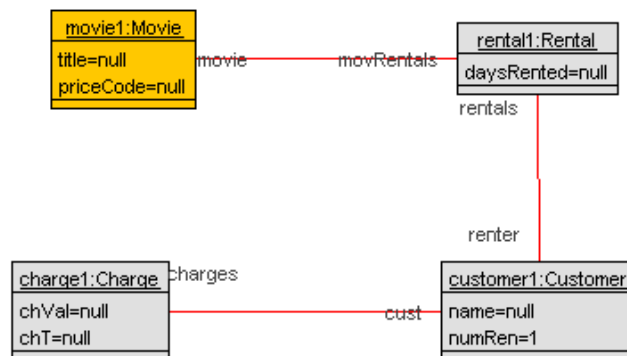 movie1:Movie
title=null
priceCode=null
movie
movRentals
rental1:Rental
daysRented=null
rentals
renter
charge1:Charge
chVal=null
chT=null
charges
cust
customer1:Customer
name=null
numRen=1